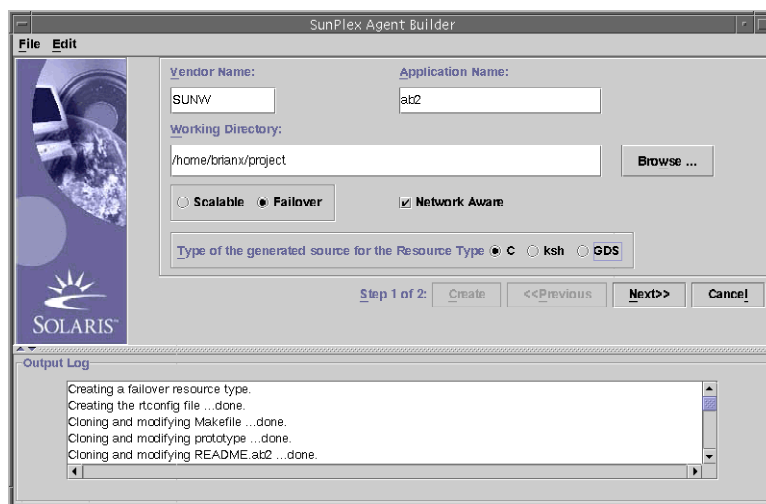 SunPlex Agent Builder
File Edit
Vendor Name: Application Name:
SUNW ab2
Working Directory:
/home/brianx/project Browse ...
Scalable Failover Network Aware
Type of the generated source for the Resource Type C ksh GDS
Step 1 of 2: Create <<Previous Next>> Cancel
SOLARIS™
Output Log
Creating a failover resource type.
Creating the rtconfig file ...done.
Cloning and modifying Makefile ...done.
Cloning and modifying prototype ...done.
Cloning and modifying README.ab2 ...done.